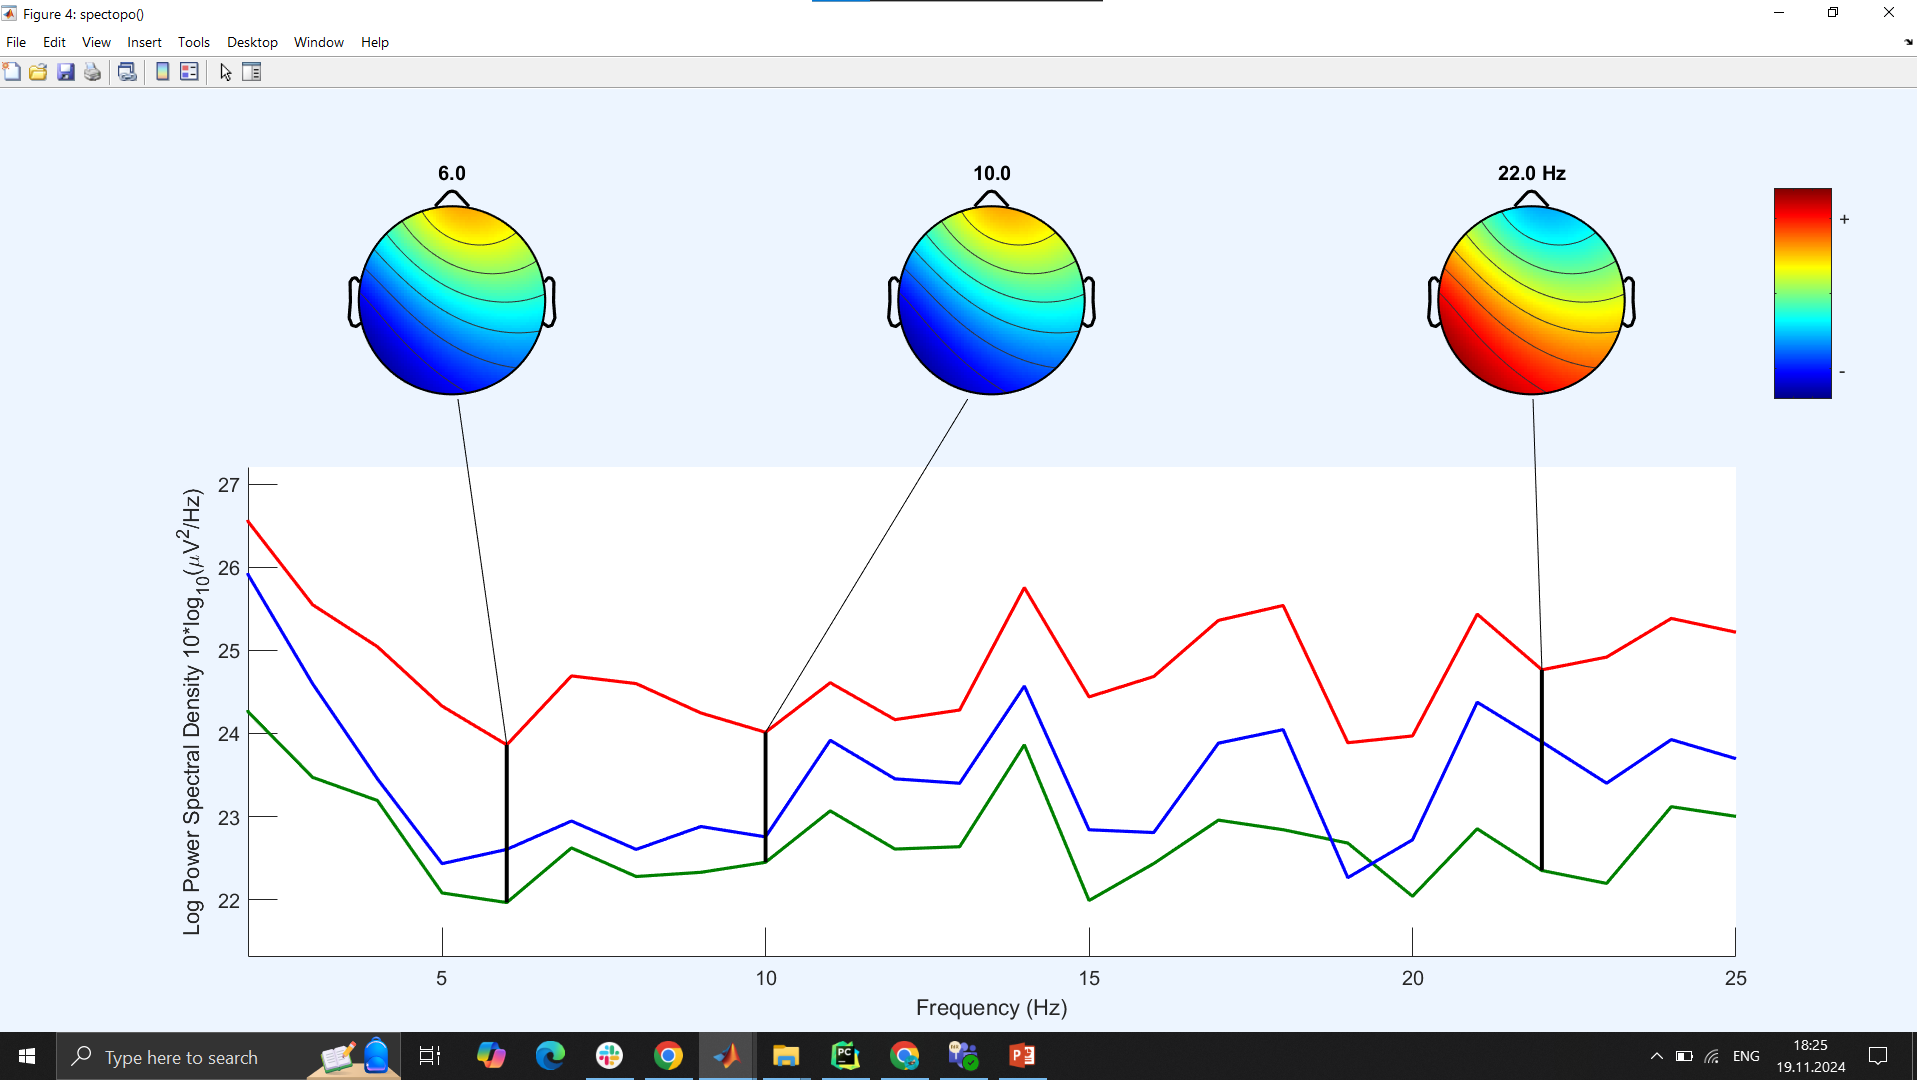 Figure 4: spectopo()
File Edit View Insert Tools Desktop Window Help
6.0
10.0
22.0 Hz
+
-
Log Power Spectral Density 10*log10(μV2/Hz)
27
26
25
24
23
22
5
10
15
20
25
Frequency (Hz)
Type here to search
PC
P
ENG
18:25
19.11.2024